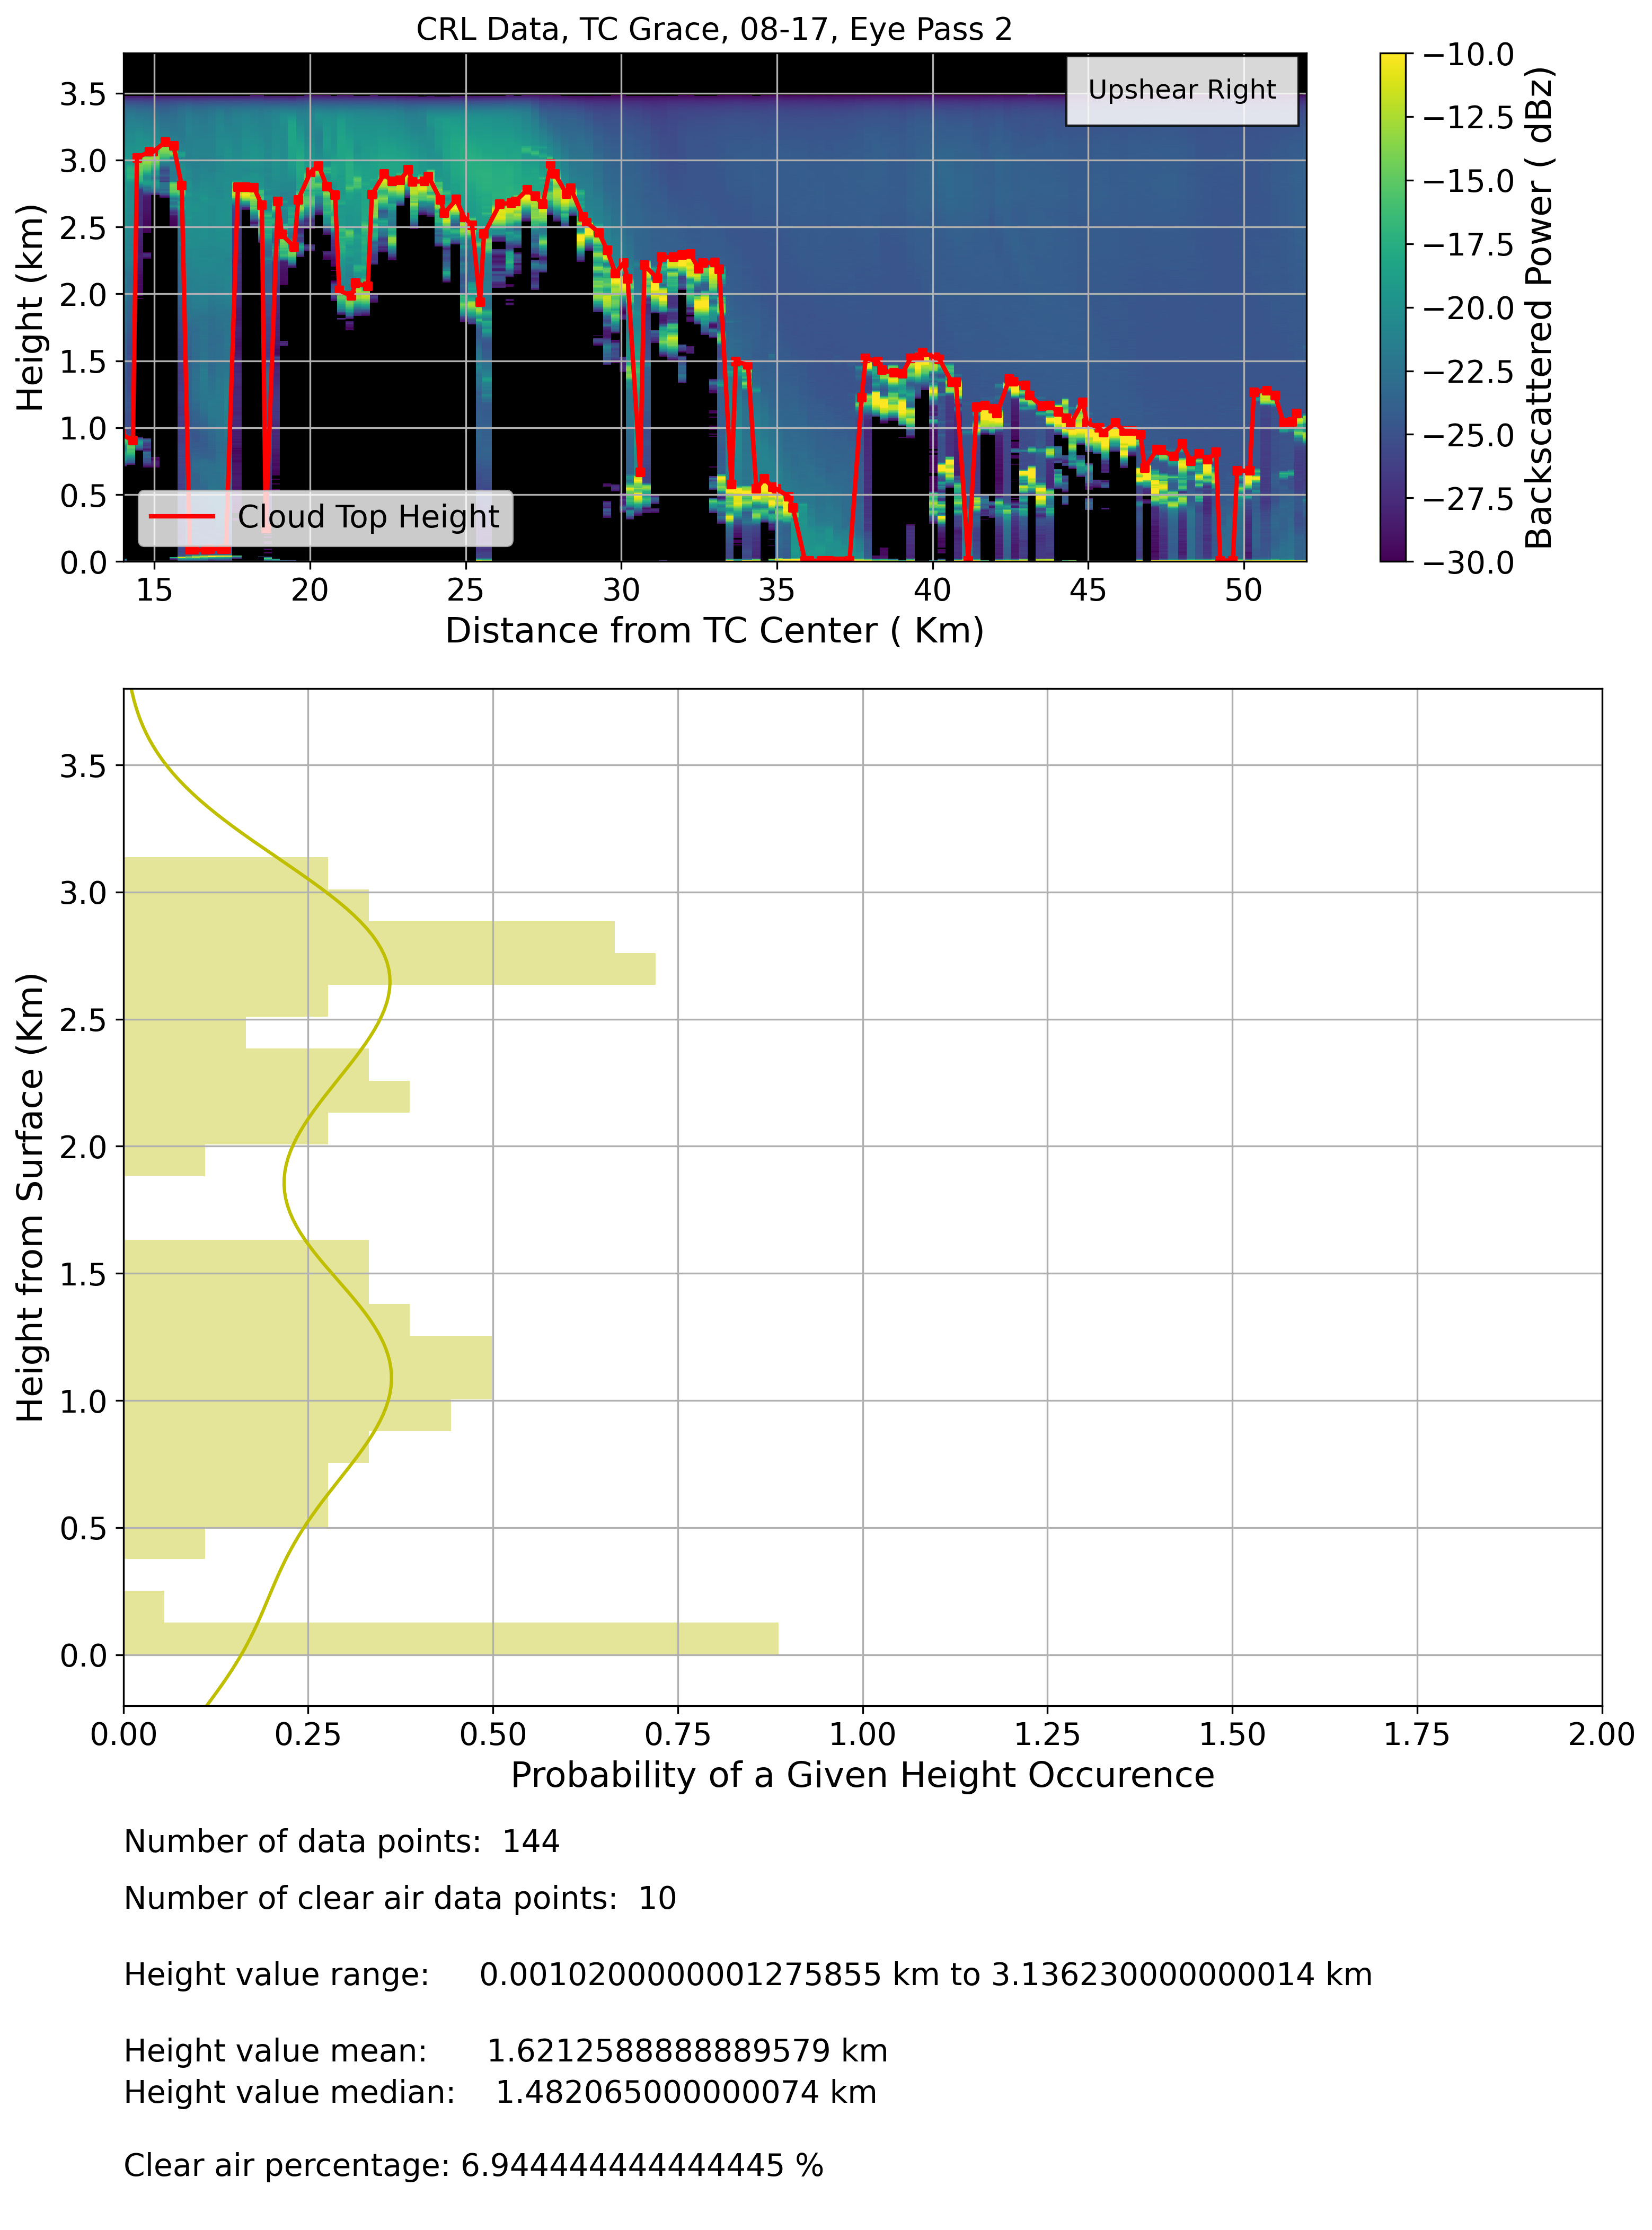 CRL Data, TC Grace, 08-17, Eye Pass 2
Upshear Right
3.5
3.0
2.5
2.0
1.5
1.0
0.5
0.0
Height (km)
Cloud Top Height
15 20 25 30 35 40 45 50
Distance from TC Center ( Km)
−10.0
−12.5
−15.0
−17.5
−20.0
−22.5
−25.0
−27.5
−30.0
Backscattered Power ( dBz)
3.5
3.0
2.5
2.0
1.5
1.0
0.5
0.0
Height from Surface (Km)
0.00 0.25 0.50 0.75 1.00 1.25 1.50 1.75 2.00
Probability of a Given Height Occurence
Number of data points: 144
Number of clear air data points: 10
Height value range: 0.0010200000001275855 km to 3.136230000000014 km
Height value mean: 1.6212588888889579 km
Height value median: 1.482065000000074 km
Clear air percentage: 6.944444444444445 %